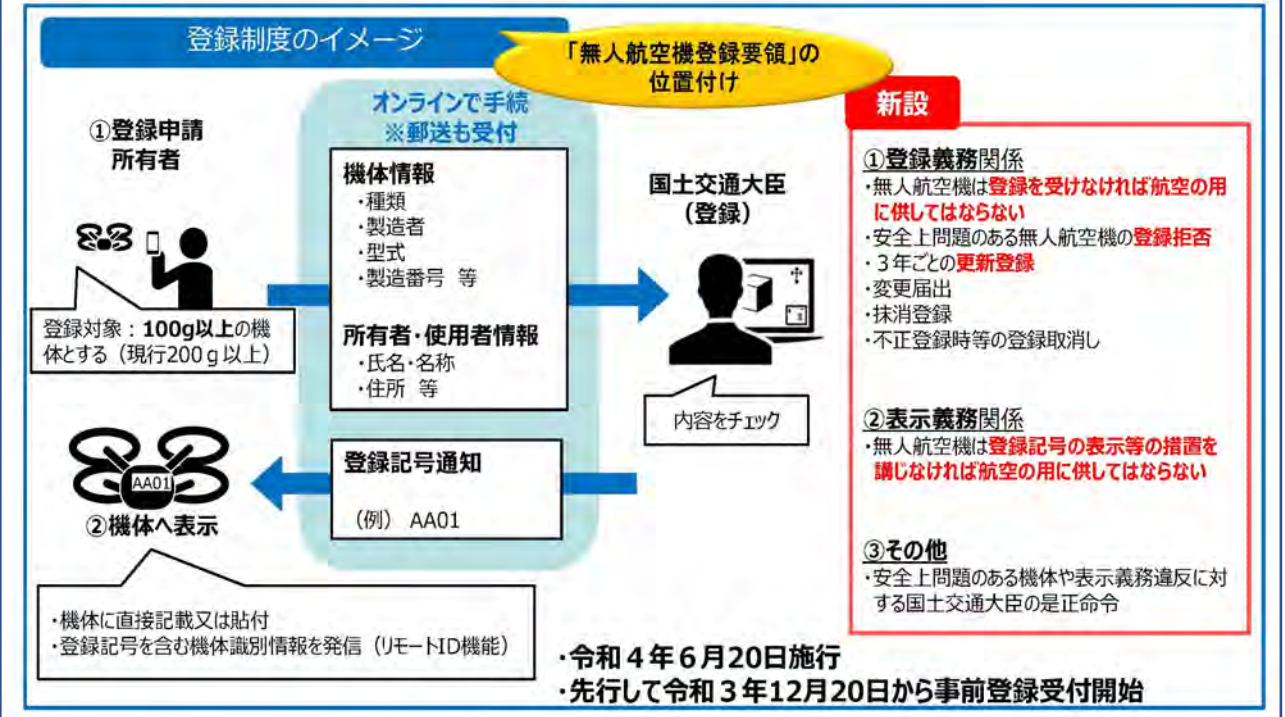 登録制度のイメージ
「無人航空機登録要領」の
位置付け
①登録申請
所有者
登録対象：100g以上の機
体とする（現行200ｇ以上）
オンラインで手続
※郵送も受付
機体情報
・種類
・製造者
・型式
・製造番号 等
所有者・使用者情報
・氏名・名称
・住所 等
国土交通大臣
（登録）
内容をチェック
登録記号通知
（例） AA01
AA01
②機体へ表示
・機体に直接記載又は貼付
・登録記号を含む機体識別情報を発信（リモートID機能）
新設
①登録義務関係
・無人航空機は登録を受けなければ航空の用
に供してはならない
・安全上問題のある無人航空機の登録拒否
・３年ごとの更新登録
・変更届出
・抹消登録
・不正登録時等の登録取消し
②表示義務関係
・無人航空機は登録記号の表示等の措置を
講じなければ航空の用に供してはならない
③その他
・安全上問題のある機体や表示義務違反に対
する国土交通大臣の是正命令
・令和４年６月20日施行
・先行して令和３年12月20日から事前登録受付開始